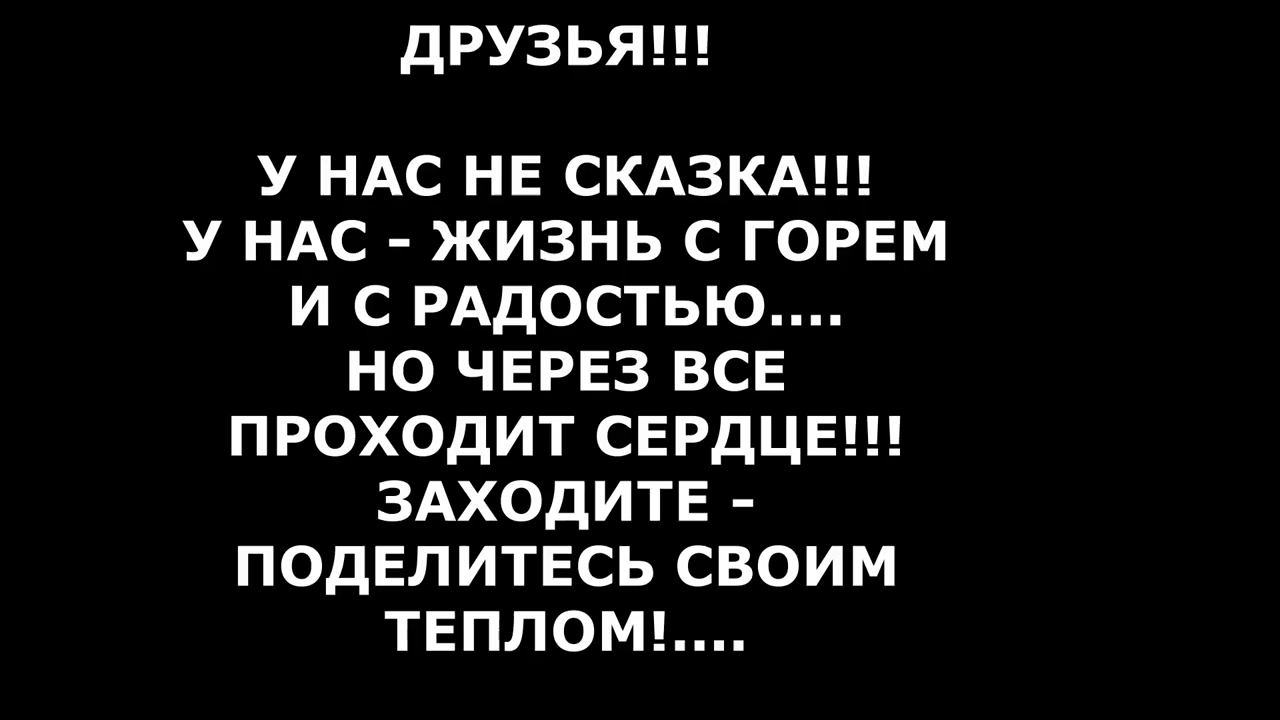 ДРУЗЬЯ!!!
У НАС НЕ СКАЗКА!!!
У НАС – ЖИЗНЬ С ГОРЕМ
И С РАДОСТЬЮ....
НО ЧЕРЕЗ ВСЕ
ПРОХОДИТ СЕРДЦЕ!!!
ЗАХОДИТЕ –
ПОДЕЛИТЕСЬ СВОИМ
ТЕПЛОМ!....